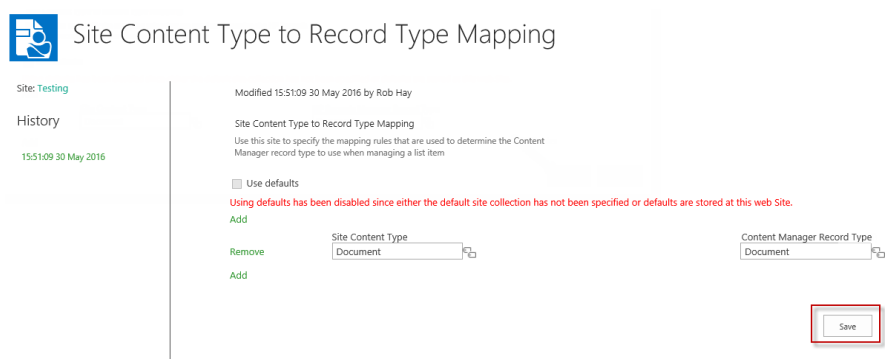 Site Content Type to Record Type Mapping
Site: Testing
History
15:51:09 30 May 2016
Modified 15:51:09 30 May 2016 by Rob Hay
Site Content Type to Record Type Mapping
Use this site to specify the mapping rules that are used to determine the Content
Manager record type to use when managing a list item
Use defaults
Using defaults has been disabled since either the default site collection has not been specified or defaults are stored at this web Site.
Add
Site Content Type Content Manager Record Type
Remove Document Document
Add
Save